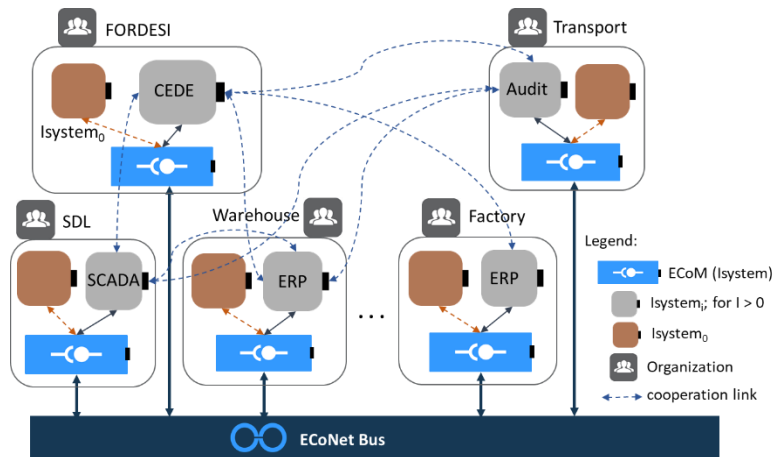 FORDESI
Transport
CEDE
Audit
Isystem₀
SDL
Warehouse
Factory
SCADA
ERP
ERP
...
Legend:
ECoM (Isystem)
Isystemᵢ; for I > 0
Isystem₀
Organization
cooperation link
ECoNet Bus